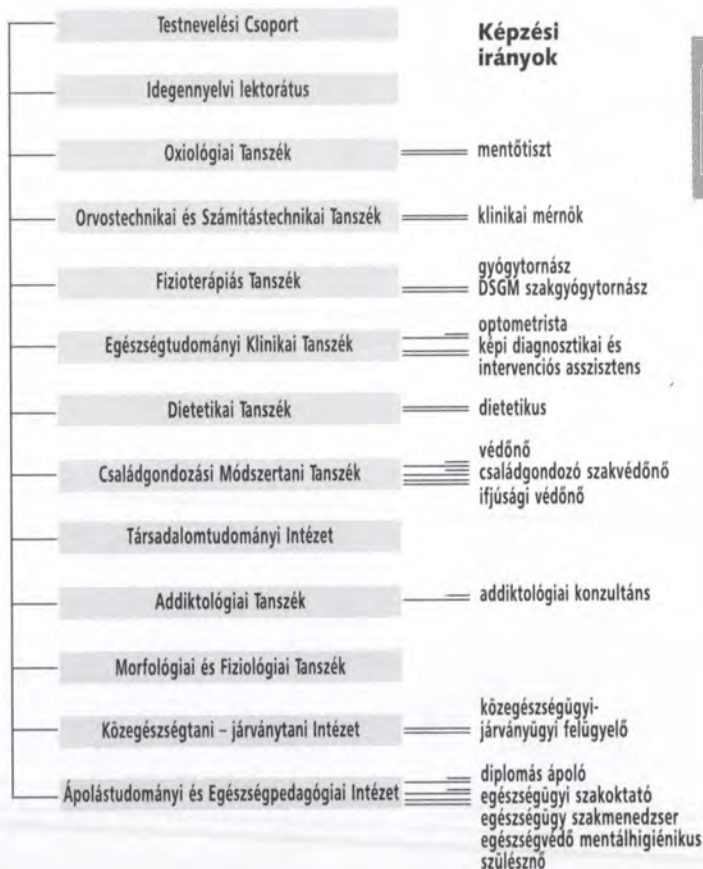 Képzési
irányok
Testnevelési Csoport
Idegennyelvi lektorátus
Oxiológiai Tanszék
mentőtiszt
Orvostechnikai és Számítástechnikai Tanszék
klinikai mérnök
Fizioterápiás Tanszék
gyógytornász
DSGM szakgyógytornász
Egészségtudományi Klinikai Tanszék
optometrista
képi diagnosztikai és
intervenciós asszisztens
Dietetikai Tanszék
dietetikus
Családgondozási Módszertani Tanszék
védőnő
családgondozó szakvédőnő
ifjúsági védőnő
Társadalomtudományi Intézet
Addiktológiai Tanszék
addiktológiai konzultáns
Morfológiai és Fiziológiai Tanszék
Közegészségtani – járványtani Intézet
közegészségügyi-
járványügyi felügyelő
Ápolástudományi és Egészségpedagógiai Intézet
diplomás ápoló
egészségügyi szakoktató
egészségügy szakmenedzser
egészségvédő mentálhigiénikus
szülésznő